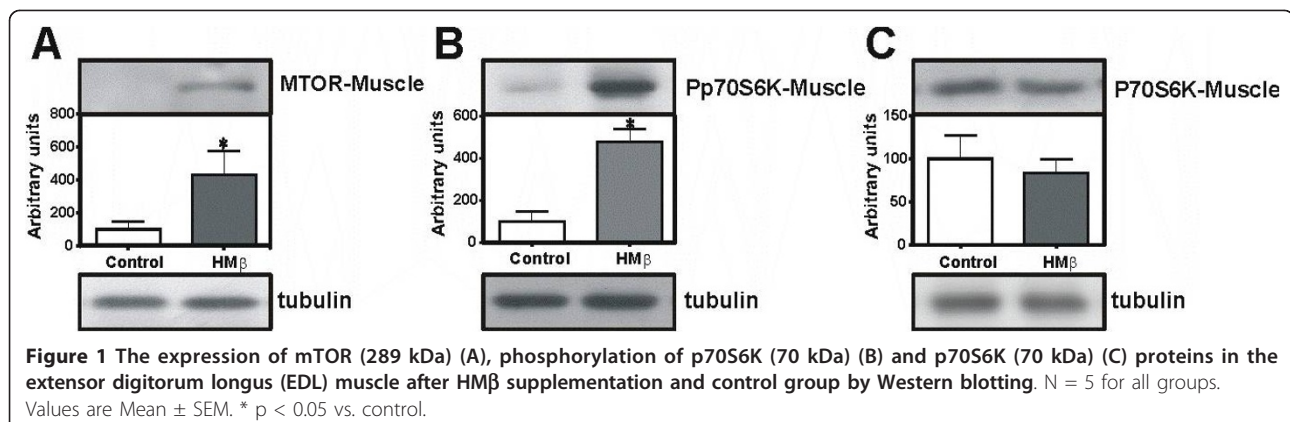 A
MTOR-Muscle
800
600
400
200
0
Arbitrary units
*
Control HMβ
tubulin
B
Pp70S6K-Muscle
600
400
200
0
Arbitrary units
*
Control HMβ
tubulin
C
P70S6K-Muscle
150
100
50
0
Arbitrary units
Control HMβ
tubulin
Figure 1 The expression of mTOR (289 kDa) (A), phosphorylation of p70S6K (70 kDa) (B) and p70S6K (70 kDa) (C) proteins in the
extensor digitorum longus (EDL) muscle after HMβ supplementation and control group by Western blotting. N = 5 for all groups.
Values are Mean ± SEM. * p < 0.05 vs. control.